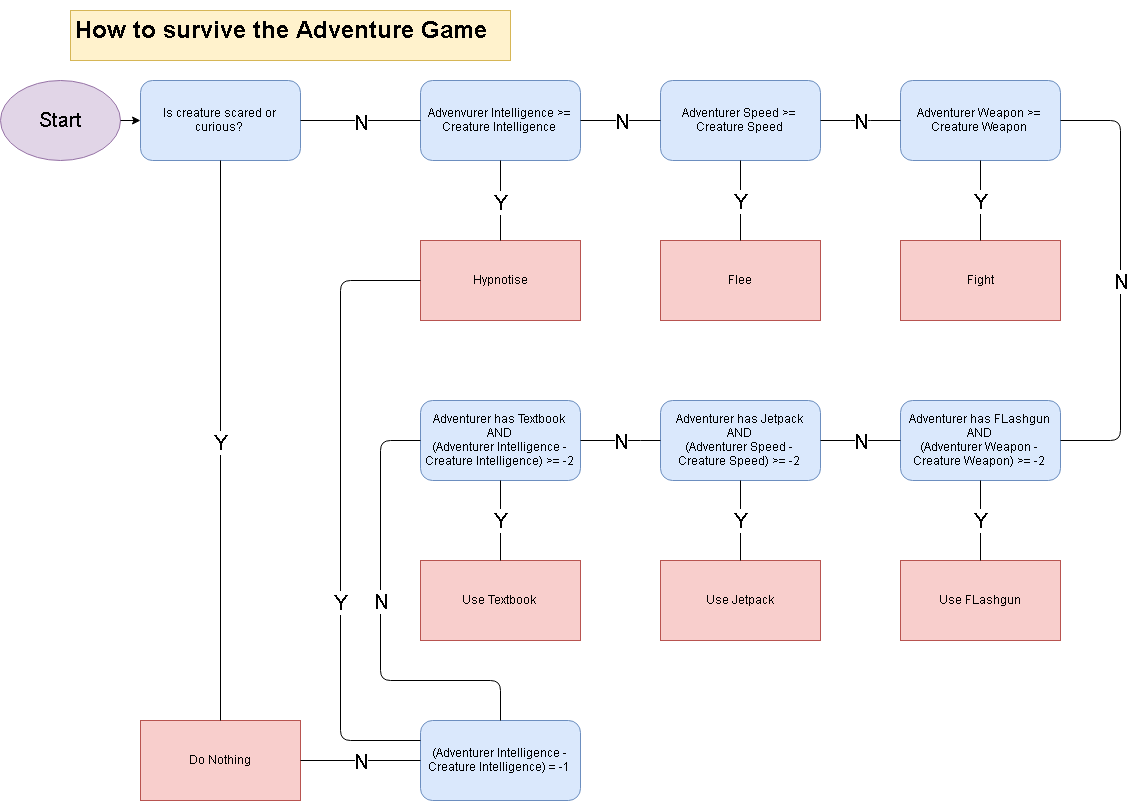 How to survive the Adventure Game
Start
Is creature scared or
curious?
N
Advenvurer Intelligence >=
Creature Intelligence
N
Adventurer Speed >=
Creature Speed
N
Adventurer Weapon >=
Creature Weapon
Y
Y
Y
Hypnotise
Flee
Fight
N
Adventurer has Textbook
AND
(Adventurer Intelligence -
Creature Intelligence) >= -2
N
Adventurer has Jetpack
AND
(Adventurer Speed -
Creature Speed) >= -2
N
Adventurer has FLashgun
AND
(Adventurer Weapon -
Creature Weapon) >= -2
Y
Y
Y
Y
Y
N
Use Textbook
Use Jetpack
Use FLashgun
Do Nothing
N
(Adventurer Intelligence -
Creature Intelligence) = -1